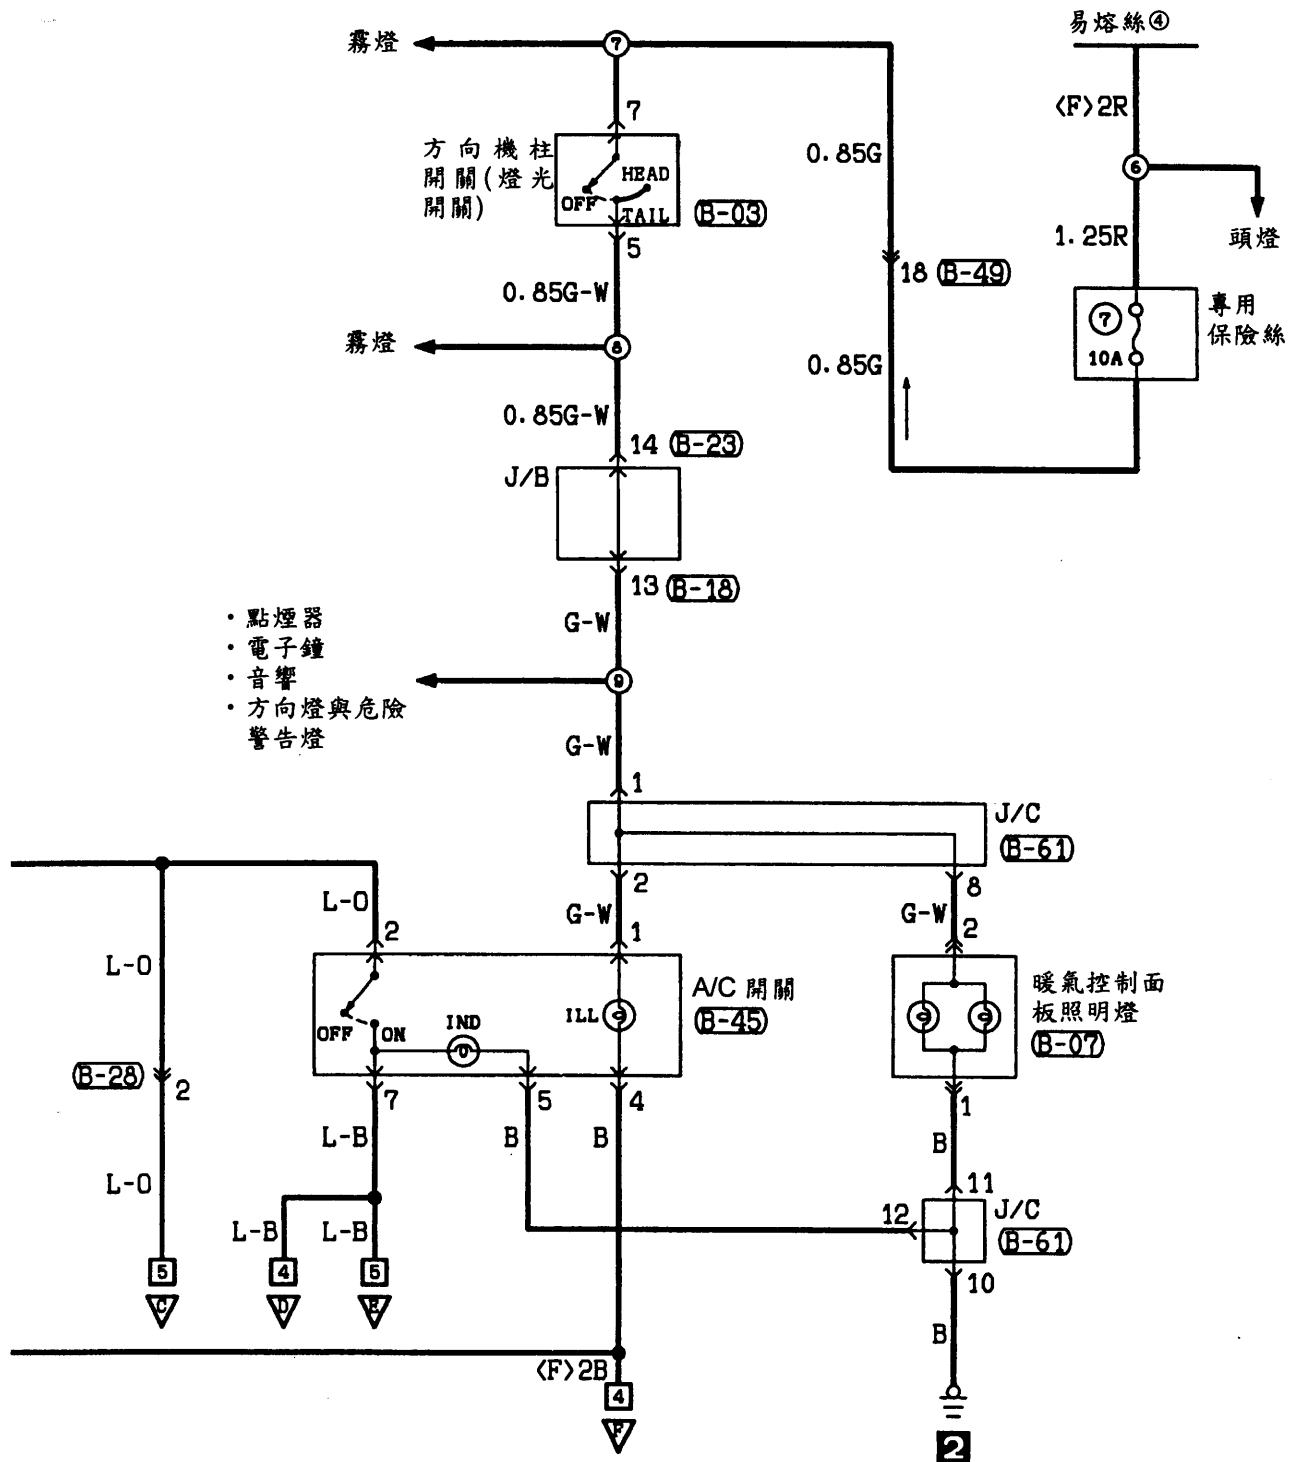 易熔絲④
霧燈
⑦
〈F〉2R
7
方向機柱
開關(燈光
開關)
HEAD
OFF
TAIL
B-03
0.85G
⑥
頭燈
1.25R
5
18 B-49
0.85G-W
專用
保險絲
⑦
10A
霧燈
⑧
0.85G
0.85G-W
14 B-23
J/B
13 B-18
・點煙器
・電子鐘
・音響
・方向燈與危險
警告燈
G-W
⑨
G-W
1
J/C
B-61
2
8
L-O
G-W
G-W
2
1
2
L-O
A/C 開關
B-45
暖氣控制面
板照明燈
B-07
OFF
ON
IND
ILL
B-28
2
7
5
4
1
L-B
B
B
B
L-O
11
12
J/C
B-61
L-B
L-B
5
4
5
10
C
D
E
B
〈F〉2B
4
F
2